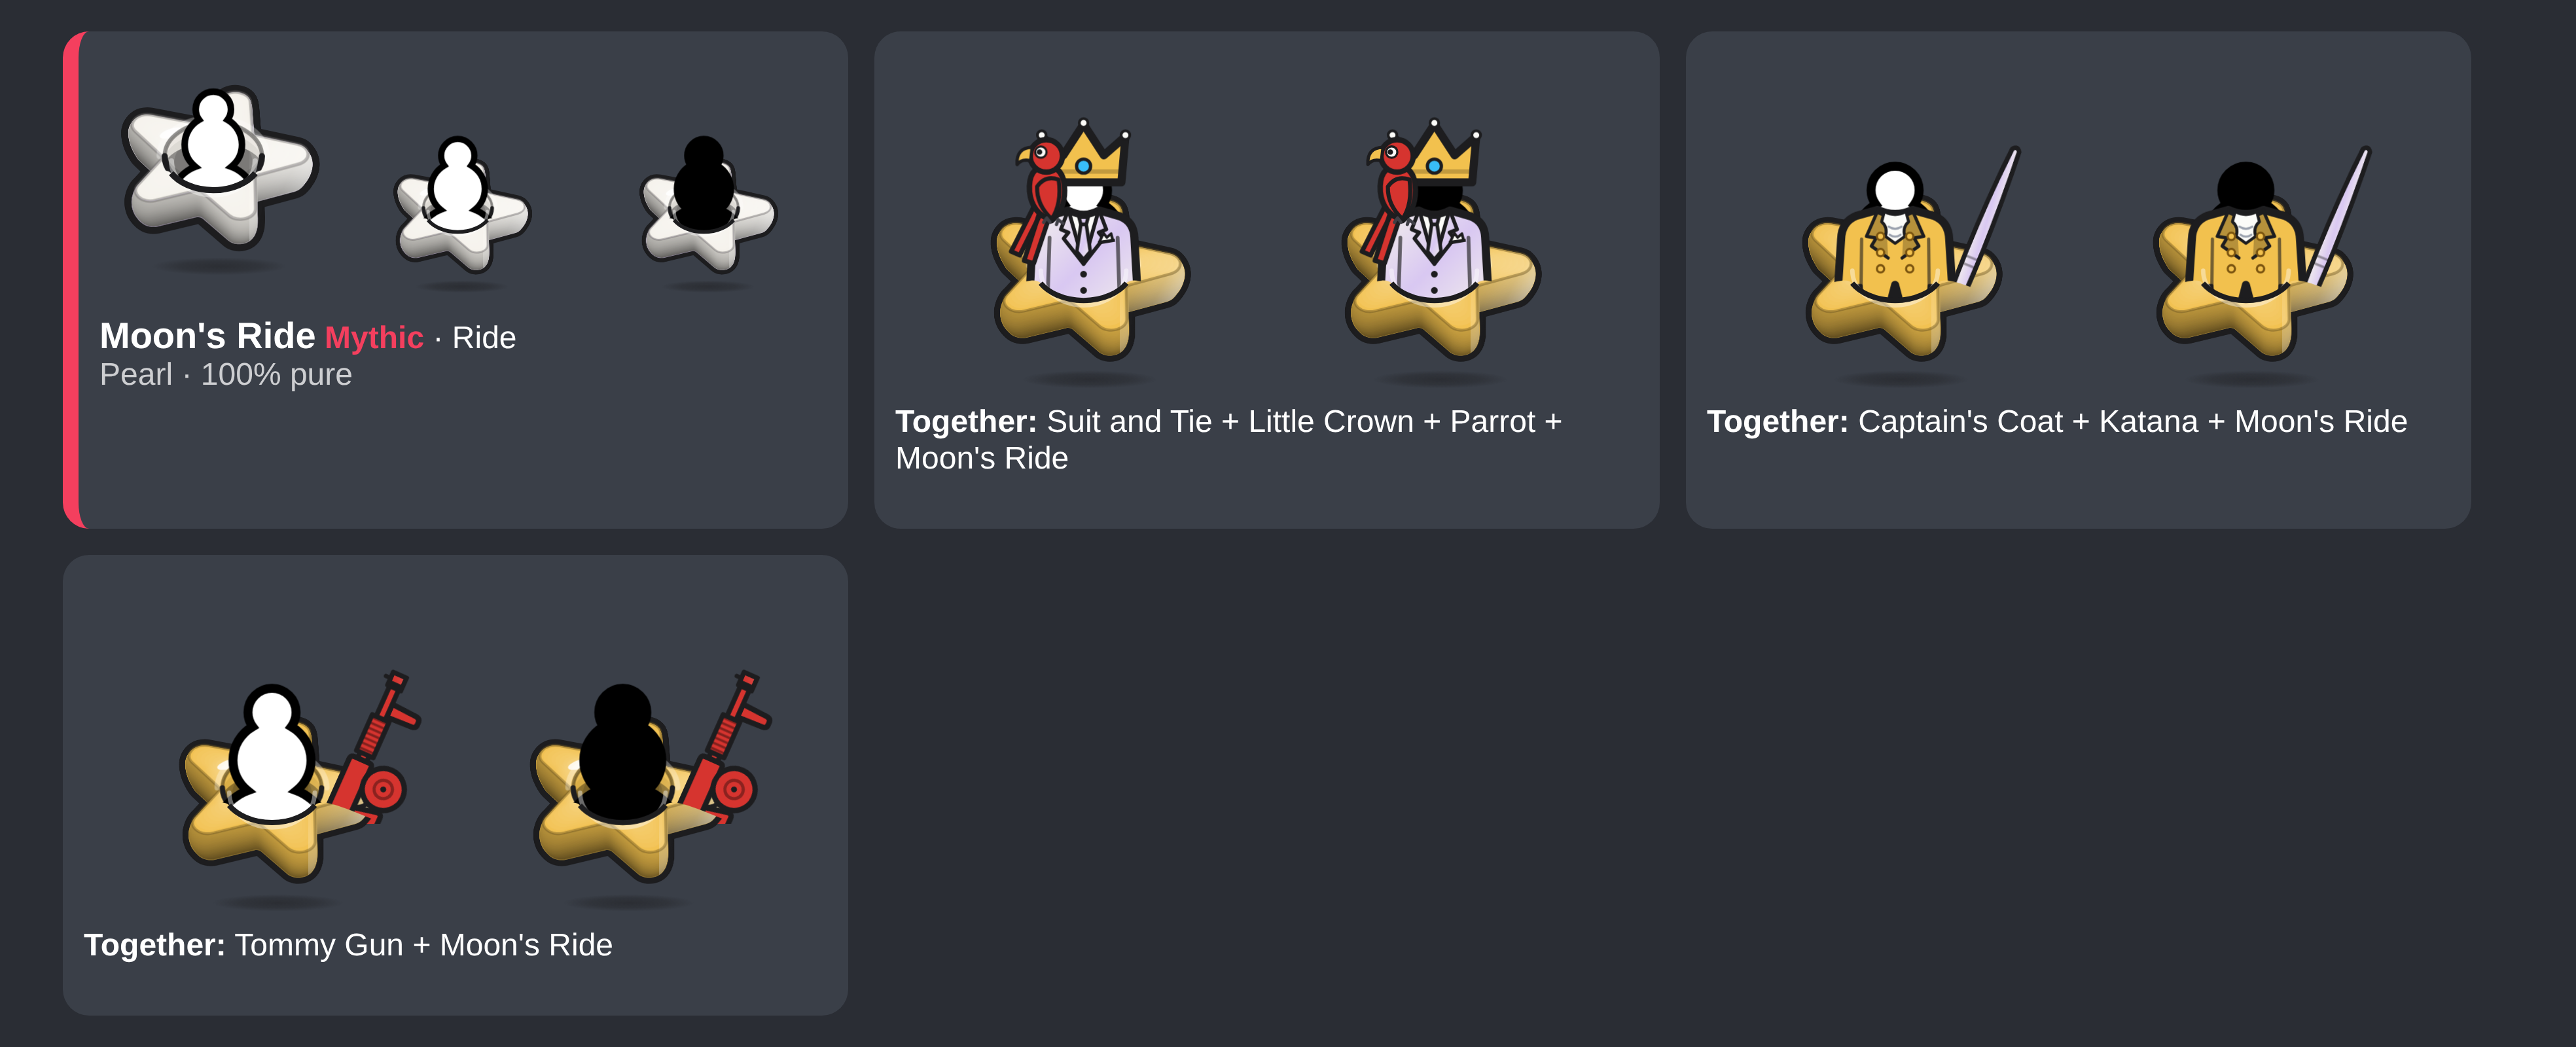 Moon's Ride Mythic · Ride
Pearl · 100% pure
Together: Suit and Tie + Little Crown + Parrot +
Moon's Ride
Together: Captain's Coat + Katana + Moon's Ride
Together: Tommy Gun + Moon's Ride